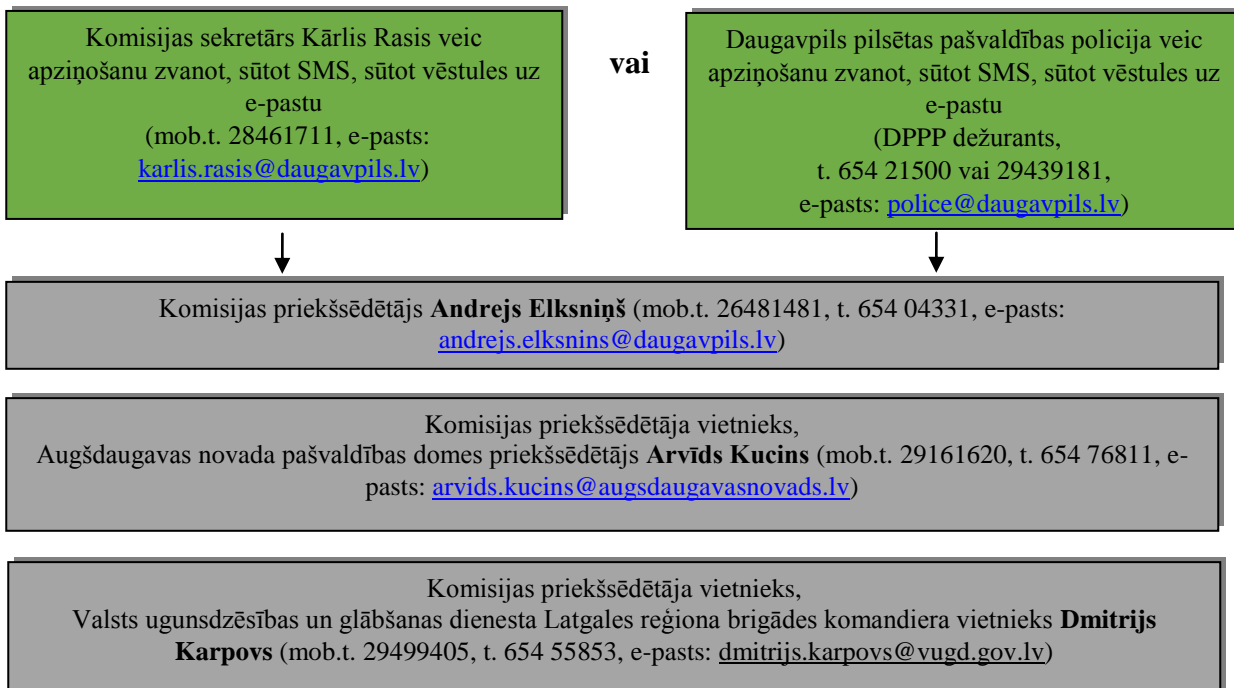 Komisijas sekretārs Kārlis Rasis veic
apziņošanu zvanot, sūtot SMS, sūtot vēstules uz
e-pastu
(mob.t. 28461711, e-pasts:
karlis.rasis@daugavpils.lv)
vai
Daugavpils pilsētas pašvaldības policija veic
apziņošanu zvanot, sūtot SMS, sūtot vēstules uz
e-pastu
(DPPP dežurants,
t. 654 21500 vai 29439181,
e-pasts: police@daugavpils.lv)
Komisijas priekšsēdētājs Andrejs Elksniņš (mob.t. 26481481, t. 654 04331, e-pasts:
andrejs.elksnins@daugavpils.lv)
Komisijas priekšsēdētāja vietnieks,
Augšdaugavas novada pašvaldības domes priekšsēdētājs Arvīds Kucins (mob.t. 29161620, t. 654 76811, e-
pasts: arvids.kucins@augsdaugavasnovads.lv)
Komisijas priekšsēdētāja vietnieks,
Valsts ugunsdzēsības un glābšanas dienesta Latgales reģiona brigādes komandiera vietnieks Dmitrijs
Karpovs (mob.t. 29499405, t. 654 55853, e-pasts: dmitrijs.karpovs@vugd.gov.lv)